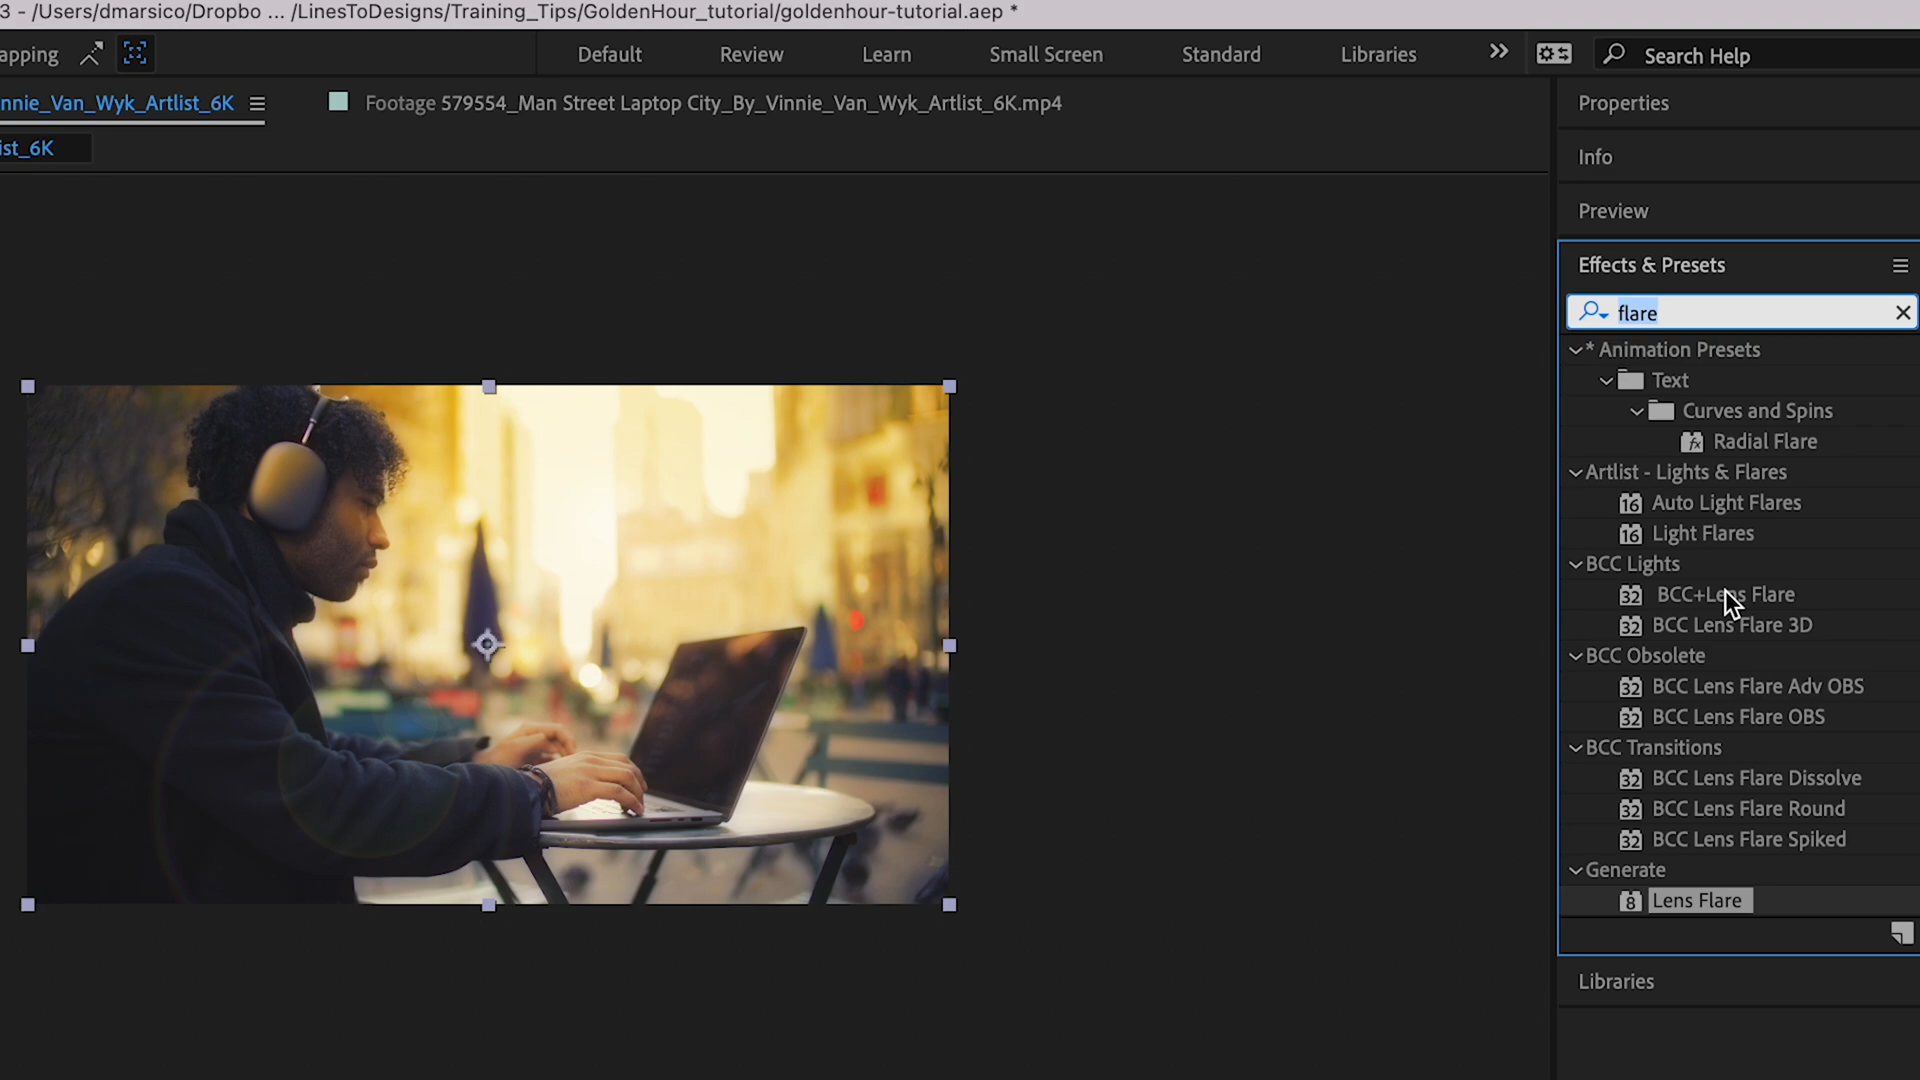 3 - /Users/dmarsico/Dropbo ... /LinesToDesigns/Training_Tips/GoldenHour_tutorial/goldenhour-tutorial.aep *
apping
Default
Review
Learn
Small Screen
Standard
Libraries
Search Help
nnie_Van_Wyk_Artlist_6K
Footage 579554_Man Street Laptop City_By_Vinnie_Van_Wyk_Artlist_6K.mp4
ist_6K
Properties
Info
Preview
Effects & Presets
flare
* Animation Presets
Text
Curves and Spins
Radial Flare
Artlist - Lights & Flares
16 Auto Light Flares
16 Light Flares
BCC Lights
32 BCC+Lens Flare
32 BCC Lens Flare 3D
BCC Obsolete
32 BCC Lens Flare Adv OBS
32 BCC Lens Flare OBS
BCC Transitions
32 BCC Lens Flare Dissolve
32 BCC Lens Flare Round
32 BCC Lens Flare Spiked
Generate
8 Lens Flare
Libraries